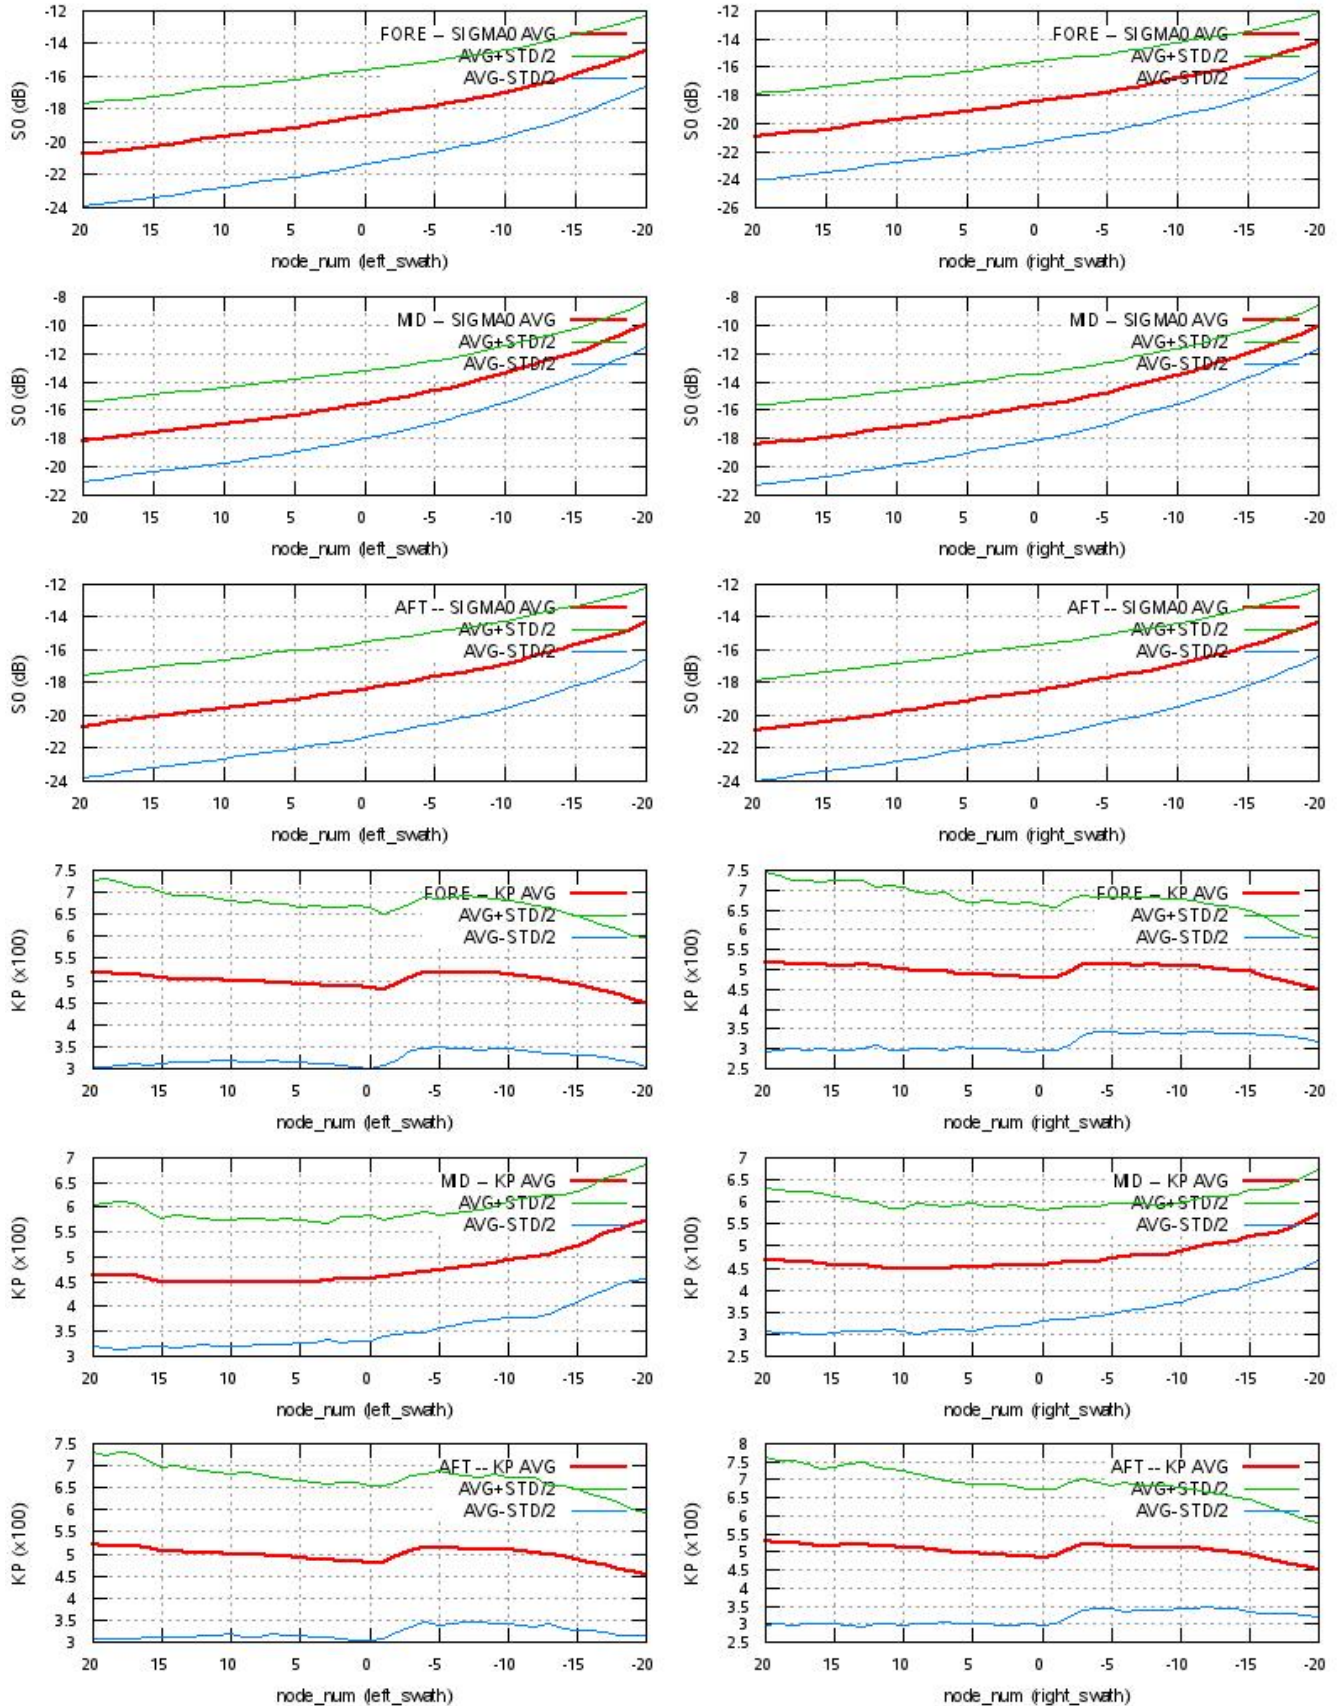 FORE -- SIGMA0 AVG
AVG+STD/2
AVG-STD/2
S0 (dB)
-12
-14
-16
-18
-20
-22
-24
20 15 10 5 0 -5 -10 -15 -20
node_num (left_swath)
FORE -- SIGMA0 AVG
AVG+STD/2
AVG-STD/2
S0 (dB)
-12
-14
-16
-18
-20
-22
-24
-26
20 15 10 5 0 -5 -10 -15 -20
node_num (right_swath)
MID -- SIGMA0 AVG
AVG+STD/2
AVG-STD/2
S0 (dB)
-8
-10
-12
-14
-16
-18
-20
-22
20 15 10 5 0 -5 -10 -15 -20
node_num (left_swath)
MID -- SIGMA0 AVG
AVG+STD/2
AVG-STD/2
S0 (dB)
-8
-10
-12
-14
-16
-18
-20
-22
20 15 10 5 0 -5 -10 -15 -20
node_num (right_swath)
AFT -- SIGMA0 AVG
AVG+STD/2
AVG-STD/2
S0 (dB)
-12
-14
-16
-18
-20
-22
-24
20 15 10 5 0 -5 -10 -15 -20
node_num (left_swath)
AFT -- SIGMA0 AVG
AVG+STD/2
AVG-STD/2
S0 (dB)
-12
-14
-16
-18
-20
-22
-24
20 15 10 5 0 -5 -10 -15 -20
node_num (right_swath)
FORE -- KP AVG
AVG+STD/2
AVG-STD/2
KP (x100)
7.5
7
6.5
6
5.5
5
4.5
4
3.5
3
20 15 10 5 0 -5 -10 -15 -20
node_num (left_swath)
FORE -- KP AVG
AVG+STD/2
AVG-STD/2
KP (x100)
7.5
7
6.5
6
5.5
5
4.5
4
3.5
3
2.5
20 15 10 5 0 -5 -10 -15 -20
node_num (right_swath)
MID -- KP AVG
AVG+STD/2
AVG-STD/2
KP (x100)
7
6.5
6
5.5
5
4.5
4
3.5
3
20 15 10 5 0 -5 -10 -15 -20
node_num (left_swath)
MID -- KP AVG
AVG+STD/2
AVG-STD/2
KP (x100)
7
6.5
6
5.5
5
4.5
4
3.5
3
2.5
20 15 10 5 0 -5 -10 -15 -20
node_num (right_swath)
AFT -- KP AVG
AVG+STD/2
AVG-STD/2
KP (x100)
7.5
7
6.5
6
5.5
5
4.5
4
3.5
3
20 15 10 5 0 -5 -10 -15 -20
node_num (left_swath)
AFT -- KP AVG
AVG+STD/2
AVG-STD/2
KP (x100)
8
7.5
7
6.5
6
5.5
5
4.5
4
3.5
3
2.5
20 15 10 5 0 -5 -10 -15 -20
node_num (right_swath)